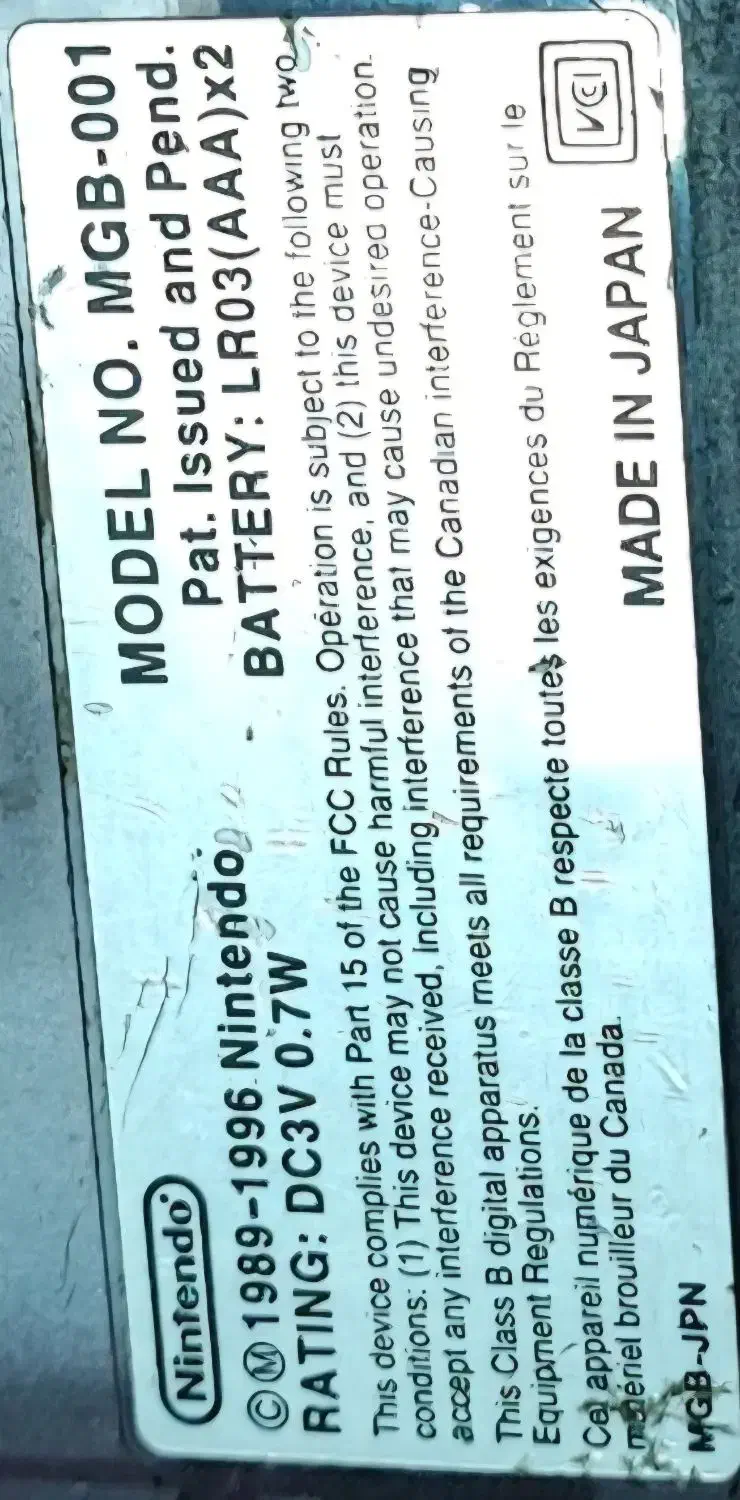 Nintendo
MODEL NO. MGB-001
Pat. Issued and Pend.
©Ⓜ1989-1996 Nintendo
BATTERY: LR03(AAA)x2
RATING: DC3V 0.7W
This device complies with Part 15 of the FCC Rules. Operation is subject to the following two
conditions: (1) This device may not cause harmful interference, and (2) this device must
accept any interference received, Including interference that may cause undesired operation.
This Class B digital apparatus meets all requirements of the Canadian interference-Causing
Equipment Regulations.
Cet appareil numérique de la classe B respecte toutes les exigences du Réglement sur le
matériel brouilleur du Canada.
MGB-JPN
MADE IN JAPAN
VCI